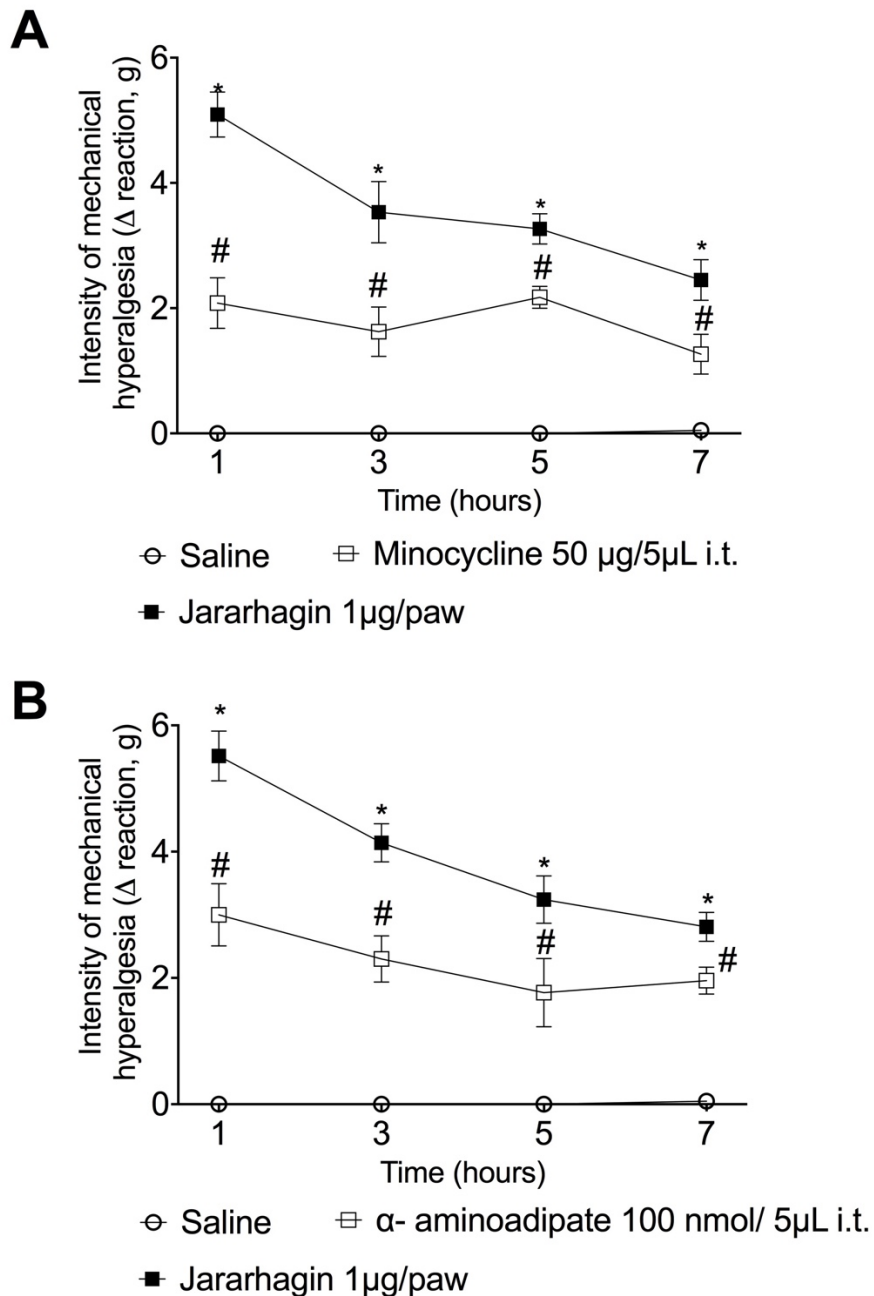 A
Intensity of mechanical
hyperalgesia (Δ reaction, g)
6
4
2
0
*
*
*
*
#
#
#
#
1 3 5 7
Time (hours)
Saline Minocycline 50 µg/5µL i.t.
Jararhagin 1µg/paw
B
Intensity of mechanical
hyperalgesia (Δ reaction, g)
6
4
2
0
*
*
*
*
#
#
#
#
1 3 5 7
Time (hours)
Saline α- aminoadipate 100 nmol/ 5µL i.t.
Jararhagin 1µg/paw